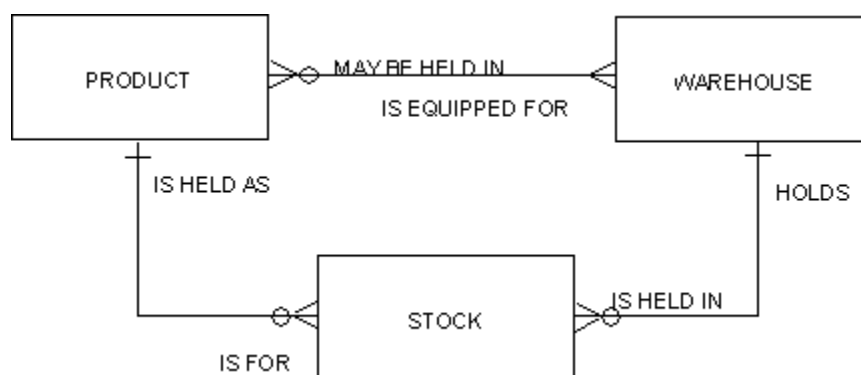 PRODUCT
MAY BE HELD IN
WAREHOUSE
IS EQUIPPED FOR
IS HELD AS
HOLDS
IS HELD IN
STOCK
IS FOR